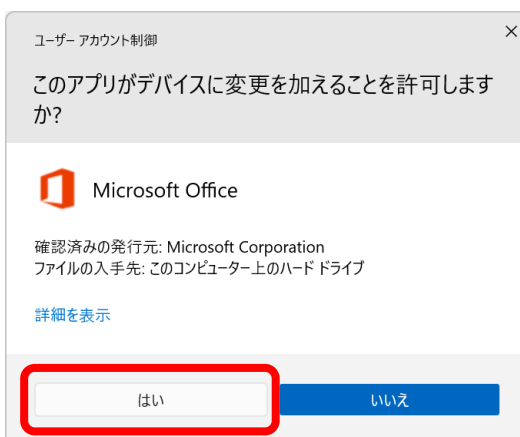 ユーザー アカウント制御
このアプリがデバイスに変更を加えることを許可します
か?
Microsoft Office
確認済みの発行元: Microsoft Corporation
ファイルの入手先: このコンピューター上のハード ドライブ
詳細を表示
はい
いいえ